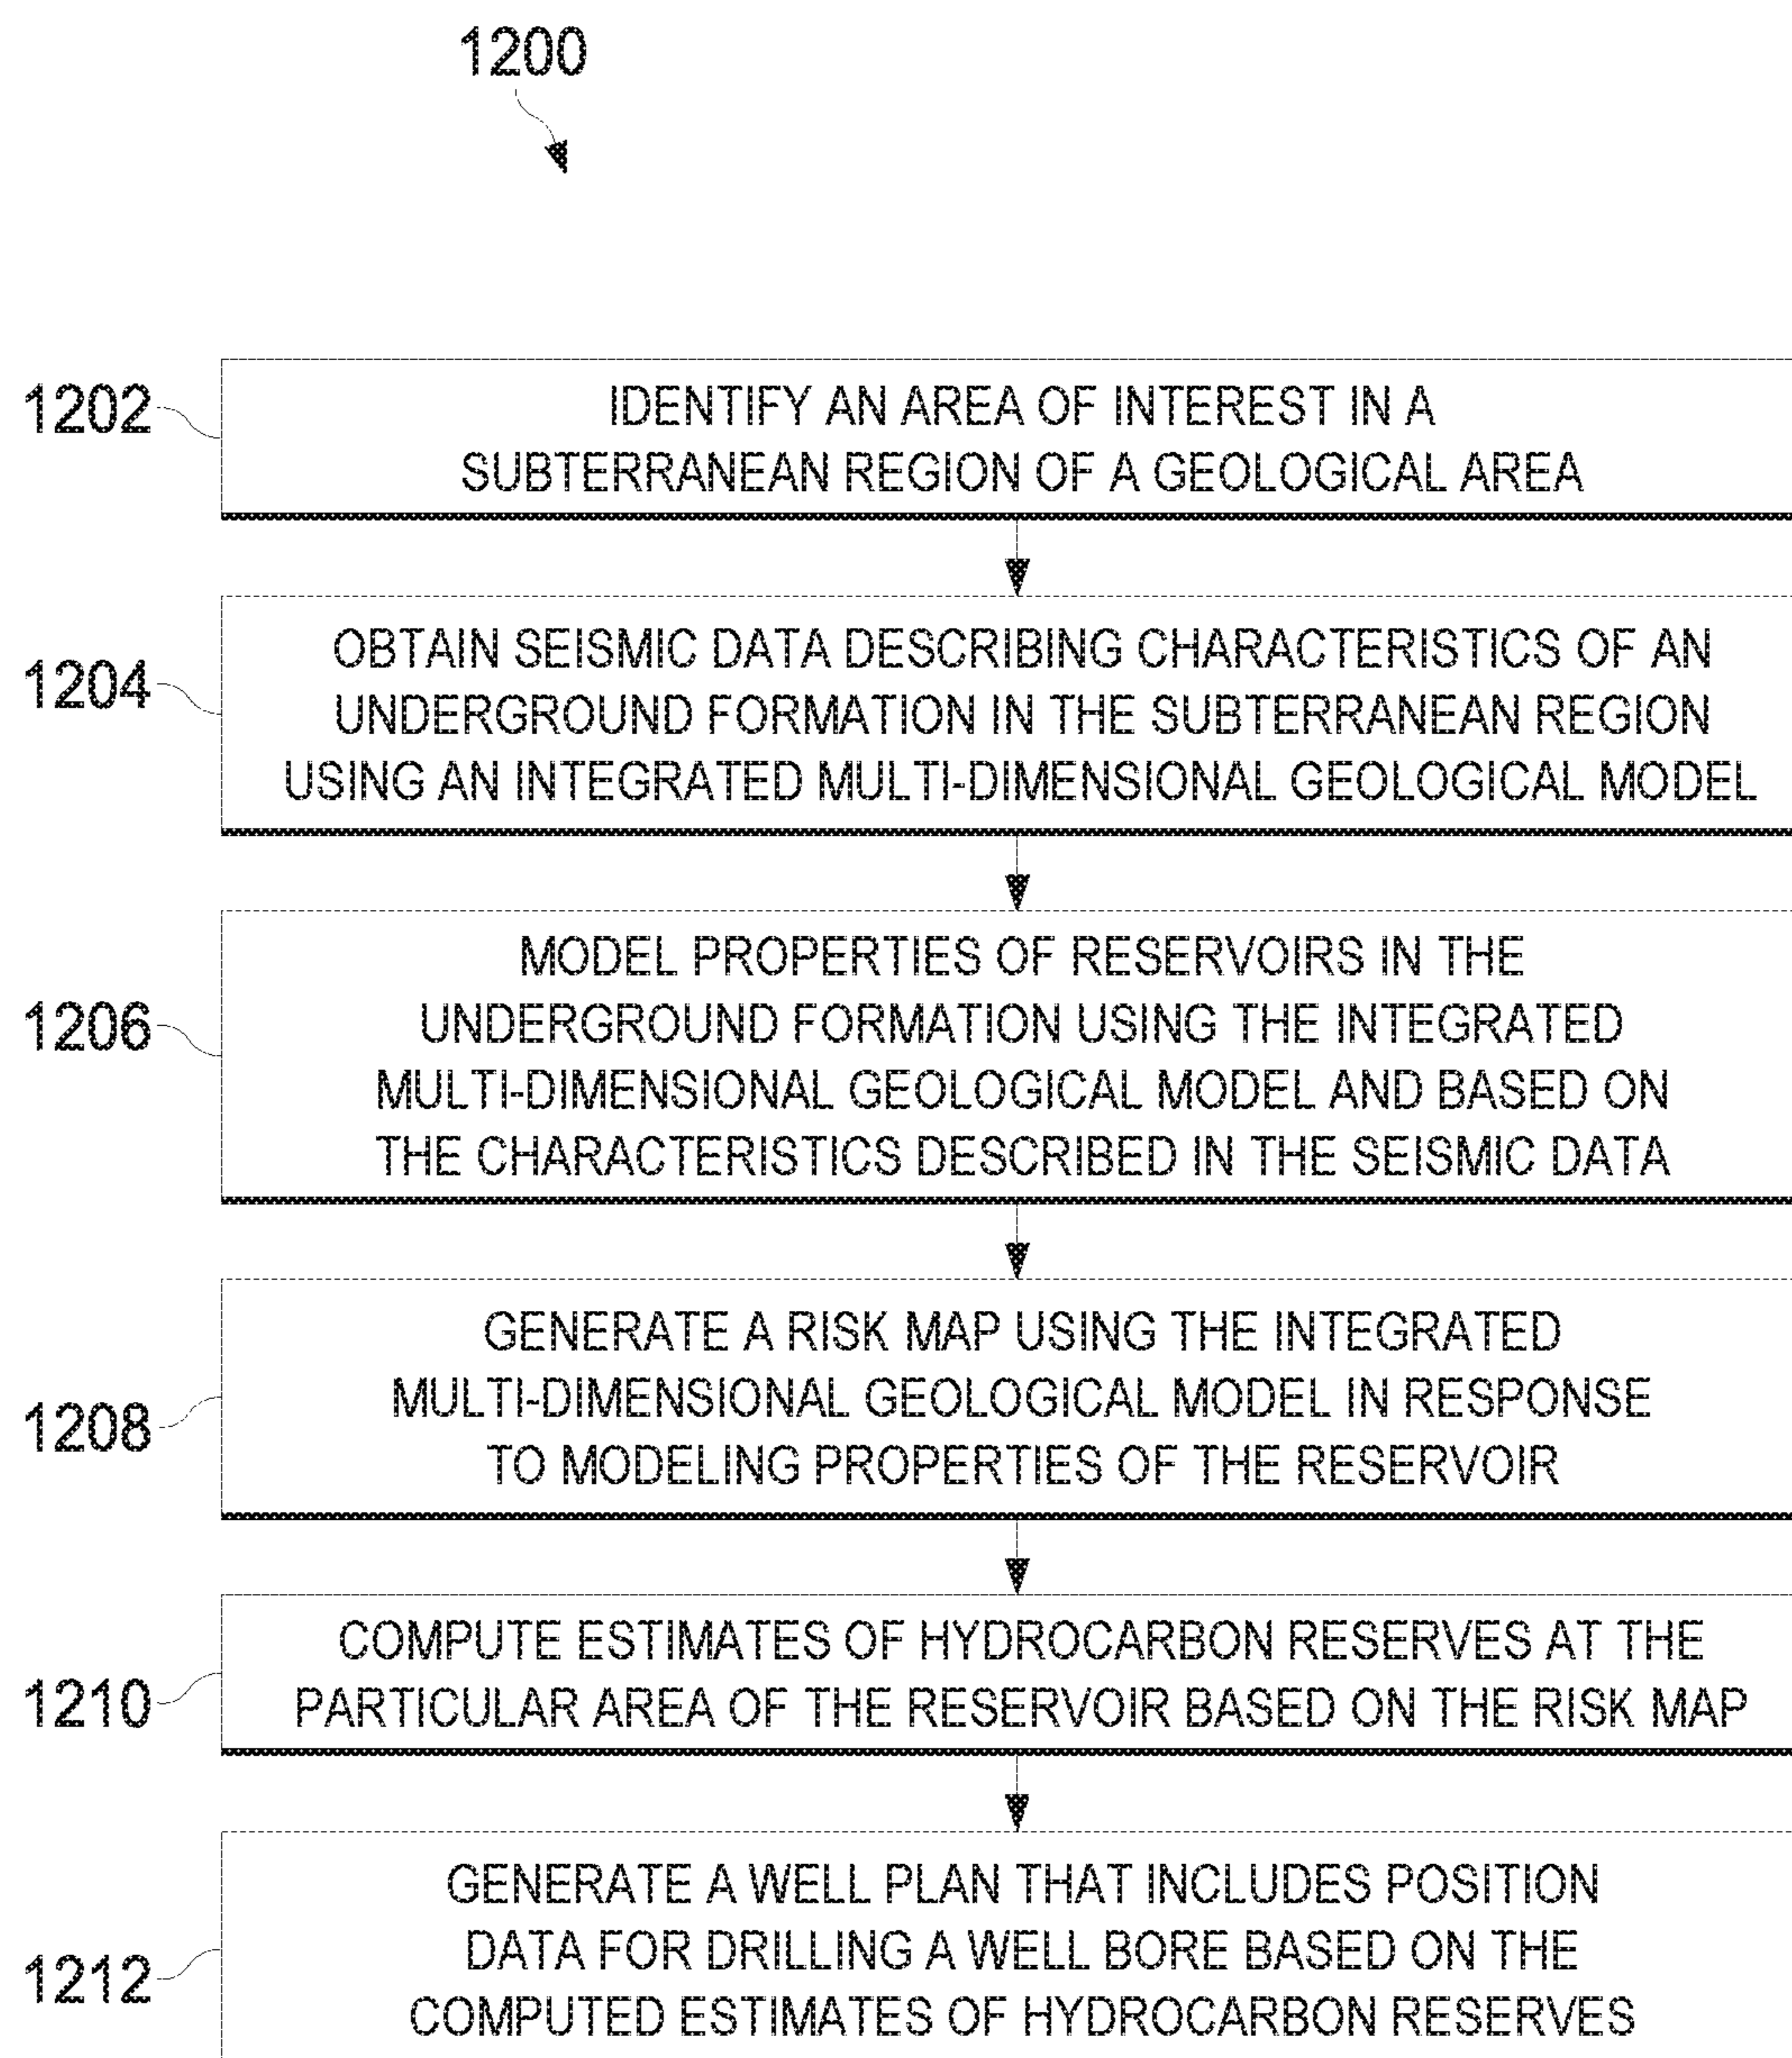 1200
1202
IDENTIFY AN AREA OF INTEREST IN A
SUBTERRANEAN REGION OF A GEOLOGICAL AREA
1204
OBTAIN SEISMIC DATA DESCRIBING CHARACTERISTICS OF AN
UNDERGROUND FORMATION IN THE SUBTERRANEAN REGION
USING AN INTEGRATED MULTI-DIMENSIONAL GEOLOGICAL MODEL
1206
MODEL PROPERTIES OF RESERVOIRS IN THE
UNDERGROUND FORMATION USING THE INTEGRATED
MULTI-DIMENSIONAL GEOLOGICAL MODEL AND BASED ON
THE CHARACTERISTICS DESCRIBED IN THE SEISMIC DATA
1208
GENERATE A RISK MAP USING THE INTEGRATED
MULTI-DIMENSIONAL GEOLOGICAL MODEL IN RESPONSE
TO MODELING PROPERTIES OF THE RESERVOIR
1210
COMPUTE ESTIMATES OF HYDROCARBON RESERVES AT THE
PARTICULAR AREA OF THE RESERVOIR BASED ON THE RISK MAP
1212
GENERATE A WELL PLAN THAT INCLUDES POSITION
DATA FOR DRILLING A WELL BORE BASED ON THE
COMPUTED ESTIMATES OF HYDROCARBON RESERVES